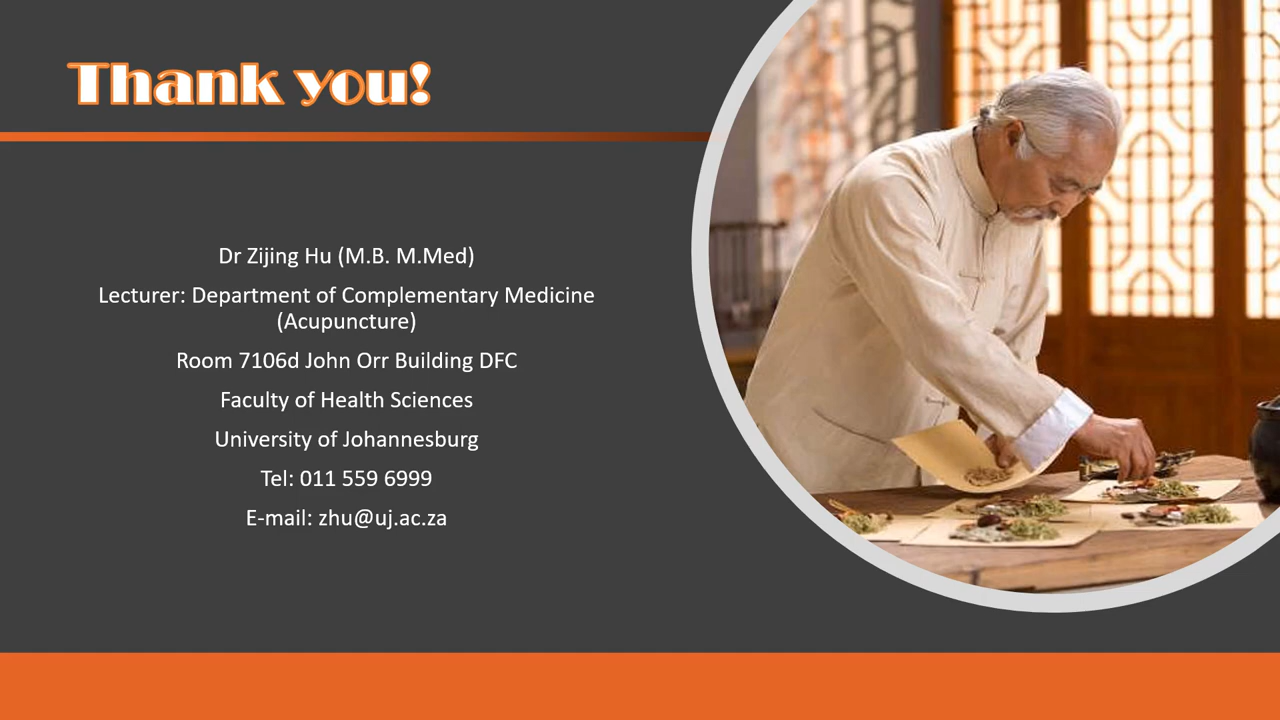 Thank you!
Dr Zijing Hu (M.B. M.Med)
Lecturer: Department of Complementary Medicine
(Acupuncture)
Room 7106d John Orr Building DFC
Faculty of Health Sciences
University of Johannesburg
Tel: 011 559 6999
E-mail: zhu@uj.ac.za